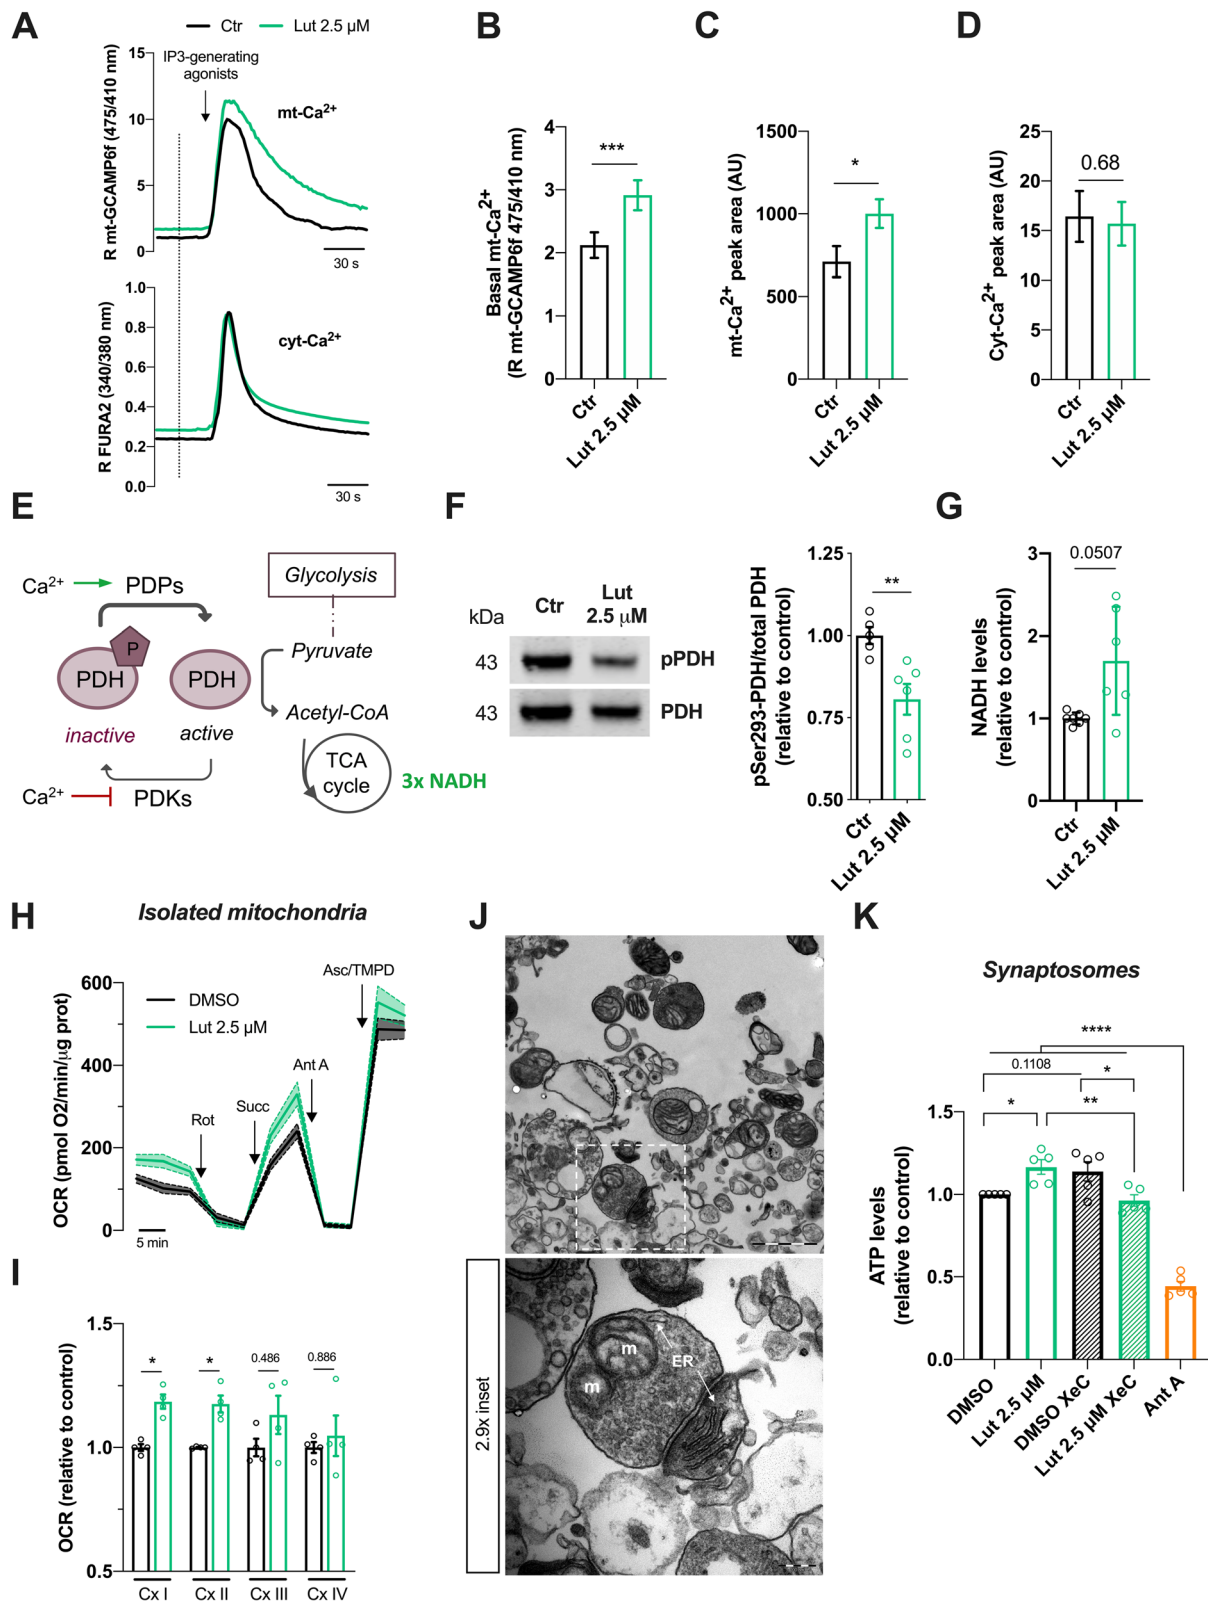 A
Ctr
Lut 2.5 µM
R mt-GCAMP6f (475/410 nm)
15
10
5
0
IP3-generating
agonists
mt-Ca²⁺
30 s
R FURA2 (340/380 nm)
1.0
0.8
0.6
0.4
0.2
0.0
cyt-Ca²⁺
30 s
B
Basal mt-Ca²⁺
(R mt-GCAMP6f 475/410 nm)
4
3
2
1
0
***
Ctr
Lut 2.5 µM
C
mt-Ca²⁺ peak area (AU)
1500
1000
500
0
*
Ctr
Lut 2.5 µM
D
Cyt-Ca²⁺ peak area (AU)
25
20
15
10
5
0
0.68
Ctr
Lut 2.5 µM
E
Ca²⁺
PDPs
P
PDH
PDH
inactive
active
Ca²⁺
PDKs
Glycolysis
Pyruvate
Acetyl-CoA
TCA
cycle
3x NADH
F
kDa
Ctr
Lut
2.5 µM
43
pPDH
43
PDH
pSer293-PDH/total PDH
(relative to control)
1.25
1.00
0.75
0.50
**
Ctr
Lut 2.5 µM
G
NADH levels
(relative to control)
3
2
1
0
0.0507
Ctr
Lut 2.5 µM
H
Isolated mitochondria
OCR (pmol O2/min/µg prot)
600
400
200
0
DMSO
Lut 2.5 µM
Rot
Succ
Ant A
Asc/TMPD
5 min
I
OCR (relative to control)
1.5
1.0
0.5
*
*
0.486
0.886
Cx I
Cx II
Cx III
Cx IV
J
2.9x inset
m
m
ER
K
Synaptosomes
ATP levels
(relative to control)
1.5
1.0
0.5
0.0
****
0.1108
*
*
**
DMSO
Lut 2.5 µM
DMSO XeC
Lut 2.5 µM XeC
Ant A